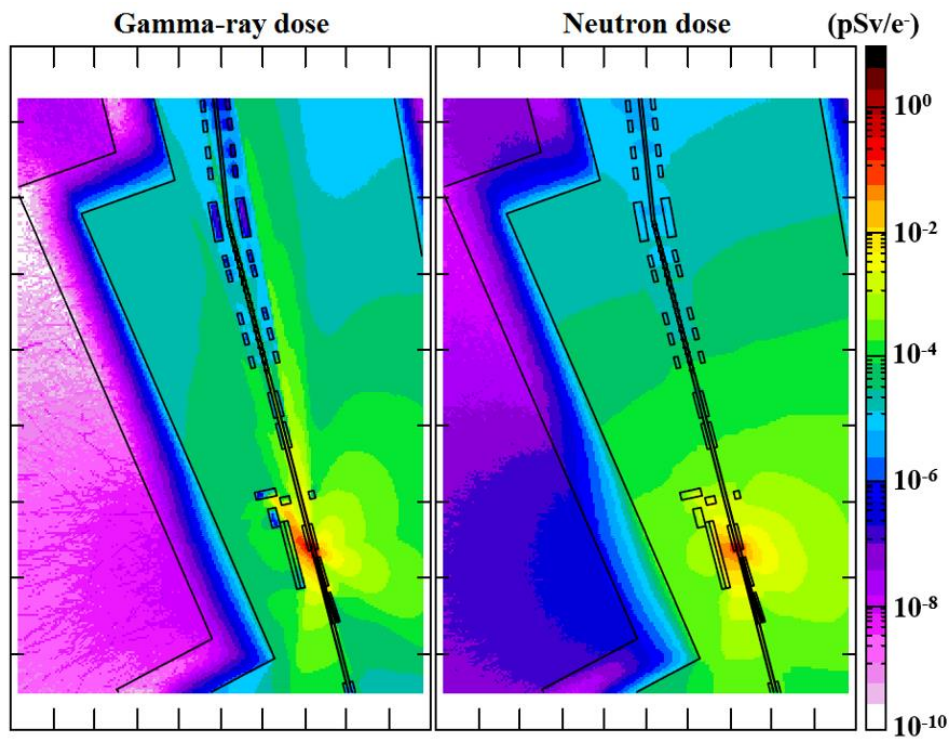 Gamma-ray dose
Neutron dose
(pSv/e⁻)
10⁰
10⁻²
10⁻⁴
10⁻⁶
10⁻⁸
10⁻¹⁰